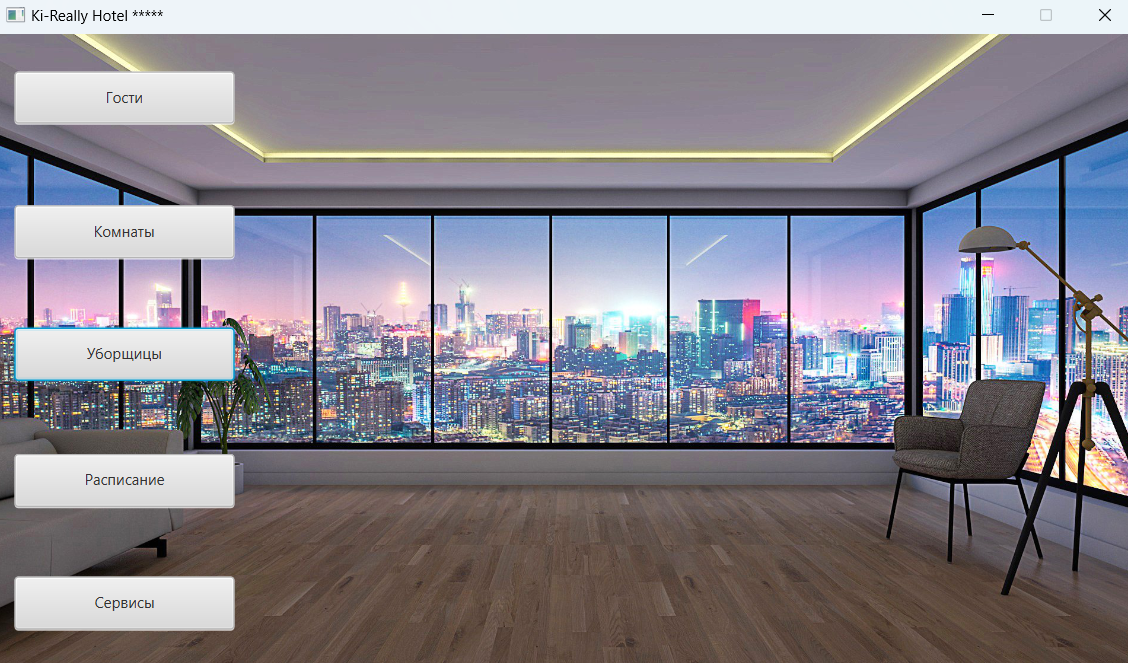 Ki-Really Hotel *****
Гости
Комнаты
Уборщицы
Расписание
Сервисы